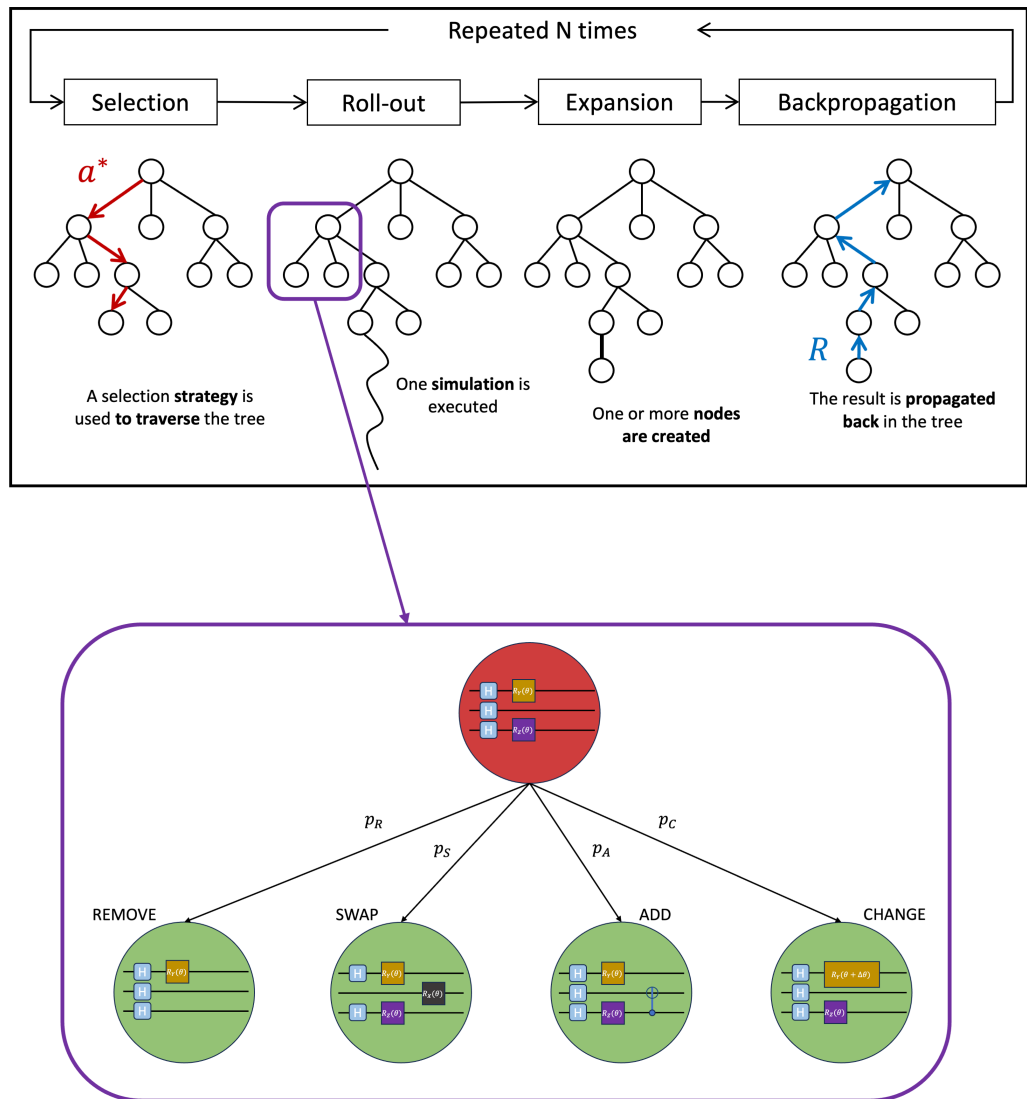 Repeated N times
Selection
Roll-out
Expansion
Backpropagation
a*
R
A selection strategy is
used to traverse the tree
One simulation is
executed
One or more nodes
are created
The result is propagated
back in the tree
H
R_Y(θ)
H
H
R_Z(θ)
p_R
p_S
p_A
p_C
REMOVE
SWAP
ADD
CHANGE
H
R_Y(θ)
H
H
H
R_Y(θ)
R_X(θ)
H
R_Z(θ)
H
R_Y(θ)
H
H
R_Z(θ)
H
R_Y(θ + Δθ)
H
H
R_Z(θ)